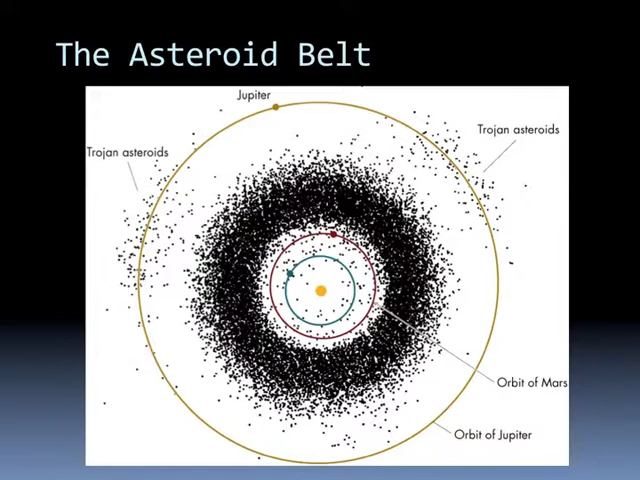 The Asteroid Belt
Jupiter
Trojan asteroids
Trojan asteroids
Orbit of Mars
Orbit of Jupiter